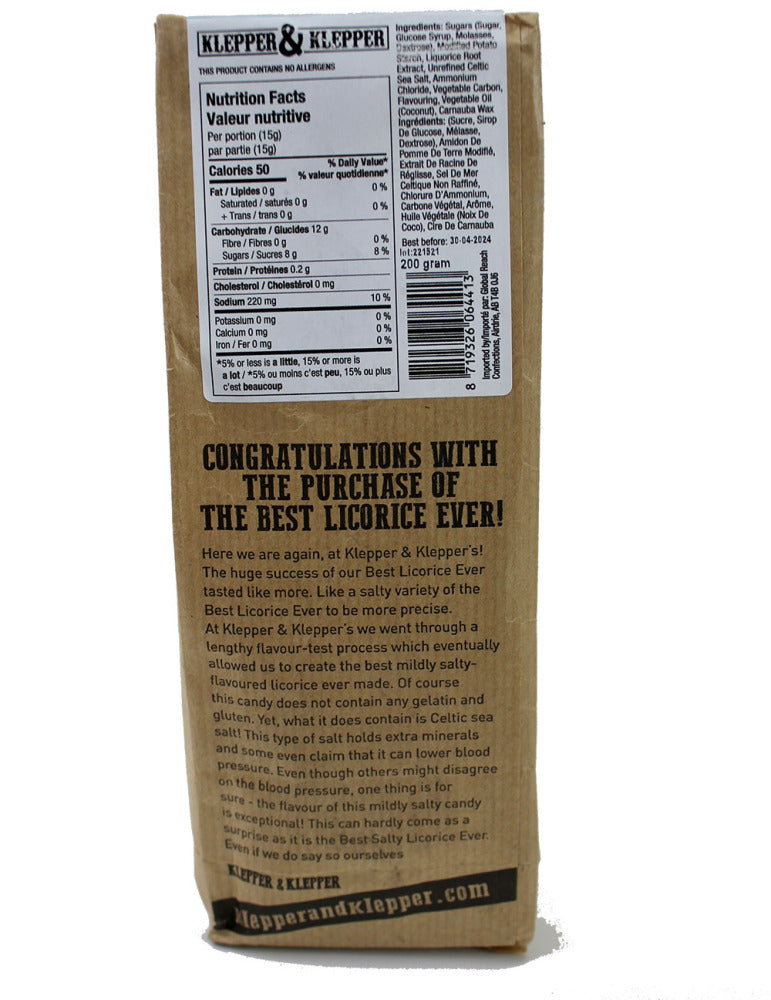 KLEPPER & KLEPPER
THIS PRODUCT CONTAINS NO ALLERGENS
Nutrition Facts
Valeur nutritive
Per portion (15g)
par partie (15g)
Calories 50
% Daily Value*
% valeur quotidienne*
Fat / Lipides 0 g 0 %
Saturated / saturés 0 g
+ Trans / trans 0 g 0 %
Carbohydrate / Glucides 12 g
Fibre / Fibres 0 g 0 %
Sugars / Sucres 8 g 8 %
Protein / Protéines 0.2 g
Cholesterol / Cholestérol 0 mg
Sodium 220 mg 10 %
Potassium 0 mg 0 %
Calcium 0 mg 0 %
Iron / Fer 0 mg 0 %
*5% or less is a little, 15% or more is
a lot / *5% ou moins c'est peu, 15% ou plus
c'est beaucoup
Ingredients: Sugars (Sugar,
Glucose Syrup, Molasses,
Dextrose), Modified Potato
Starch, Liquorice Root
Extract, Unrefined Celtic
Sea Salt, Ammonium
Chloride, Vegetable Carbon,
Flavouring, Vegetable Oil
(Coconut), Carnauba Wax
Ingrédients: (Sucre, Sirop
De Glucose, Mélasse,
Dextrose), Amidon De
Pomme De Terre Modifié,
Extrait De Racine De
Réglisse, Sel De Mer
Celtique Non Raffiné,
Chlorure D'Ammonium,
Carbone Végétal, Arôme,
Huile Végétale (Noix De
Coco), Cire De Carnauba
Best before: 30-04-2024
lot:221521
200 gram
8 719326 064413
Imported by/Importé par: Global Reach
Confections, Airdrie, AB T4B 0J6
CONGRATULATIONS WITH
THE PURCHASE OF
THE BEST LICORICE EVER!
Here we are again, at Klepper & Klepper's!
The huge success of our Best Licorice Ever
tasted like more. Like a salty variety of the
Best Licorice Ever to be more precise.
At Klepper & Klepper's we went through a
lengthy flavour-test process which eventually
allowed us to create the best mildly salty-
flavoured licorice ever made. Of course
this candy does not contain any gelatin and
gluten. Yet, what it does contain is Celtic sea
salt! This type of salt holds extra minerals
and some even claim that it can lower blood
pressure. Even though others might disagree
on the blood pressure, one thing is for
sure - the flavour of this mildly salty candy
is exceptional! This can hardly come as a
surprise as it is the Best Salty Licorice Ever.
Even if we do say so ourselves
KLEPPER & KLEPPER
klepperandklepper.com